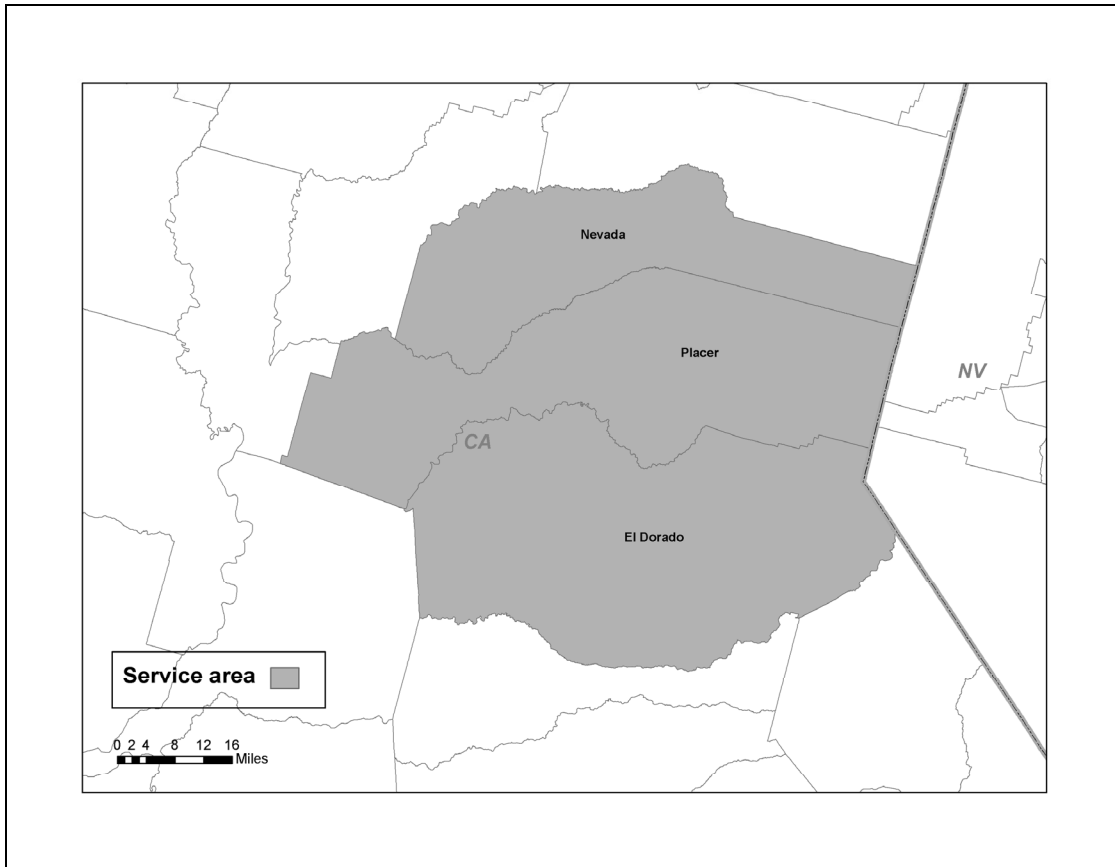 Nevada
Placer
NV
CA
El Dorado
Service area
0 2 4 8 12 16
Miles